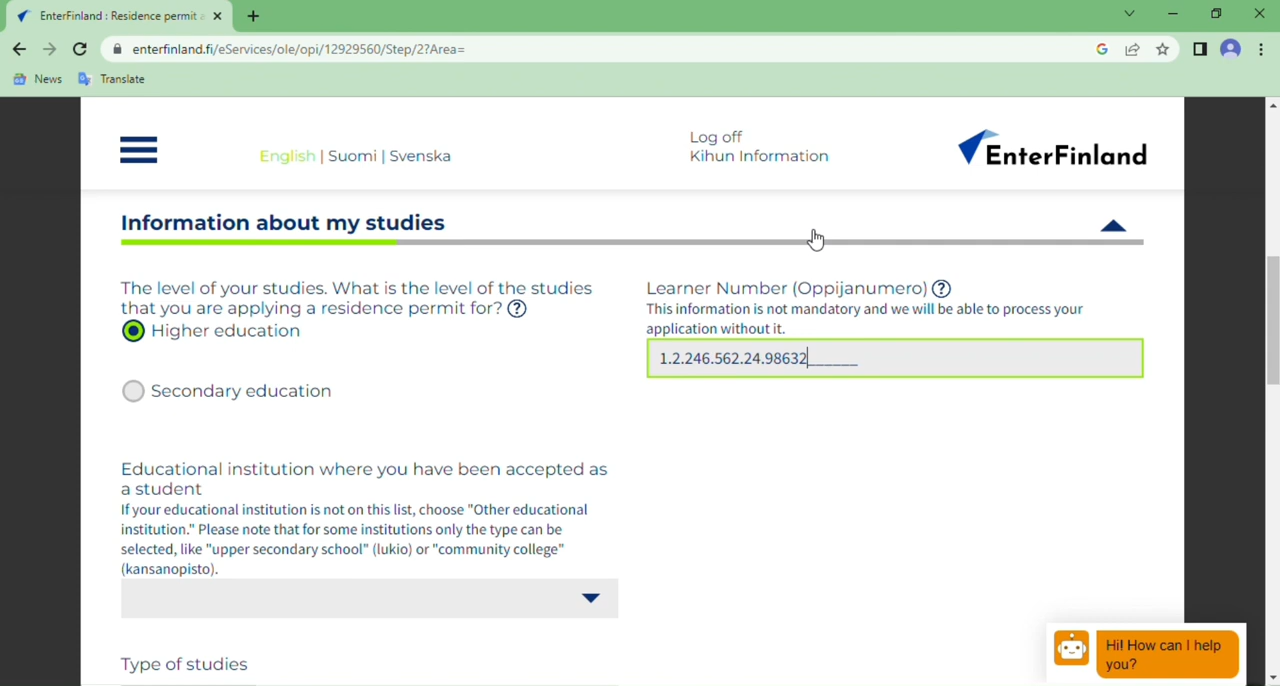 EnterFinland : Residence permit a
enterfinland.fi/eServices/ole/opi/12929560/Step/2?Area=
News Translate
English | Suomi | Svenska
Log off
Kihun Information
EnterFinland
Information about my studies
The level of your studies. What is the level of the studies
that you are applying a residence permit for?
Higher education
Secondary education
Learner Number (Oppijanumero)
This information is not mandatory and we will be able to process your
application without it.
1.2.246.562.24.98632______
Educational institution where you have been accepted as
a student
If your educational institution is not on this list, choose "Other educational
institution." Please note that for some institutions only the type can be
selected, like "upper secondary school" (lukio) or "community college"
(kansanopisto).
Type of studies
Hi! How can I help
you?